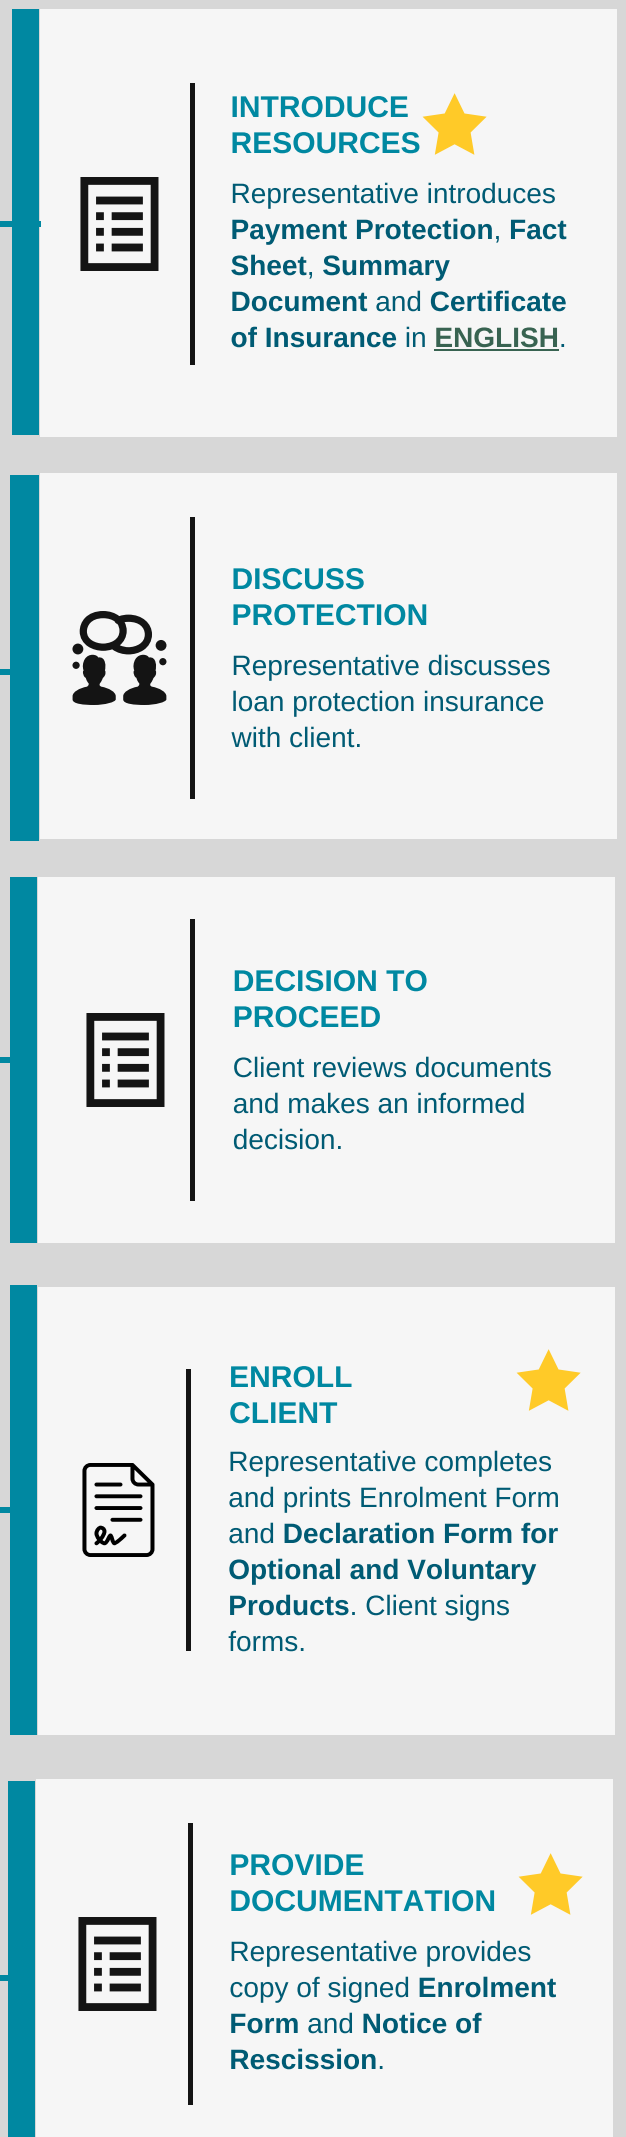 INTRODUCE
RESOURCES
Representative introduces
Payment Protection, Fact
Sheet, Summary
Document and Certificate
of Insurance in ENGLISH.
DISCUSS
PROTECTION
Representative discusses
loan protection insurance
with client.
DECISION TO
PROCEED
Client reviews documents
and makes an informed
decision.
ENROLL
CLIENT
Representative completes
and prints Enrolment Form
and Declaration Form for
Optional and Voluntary
Products. Client signs
forms.
PROVIDE
DOCUMENTATION
Representative provides
copy of signed Enrolment
Form and Notice of
Rescission.